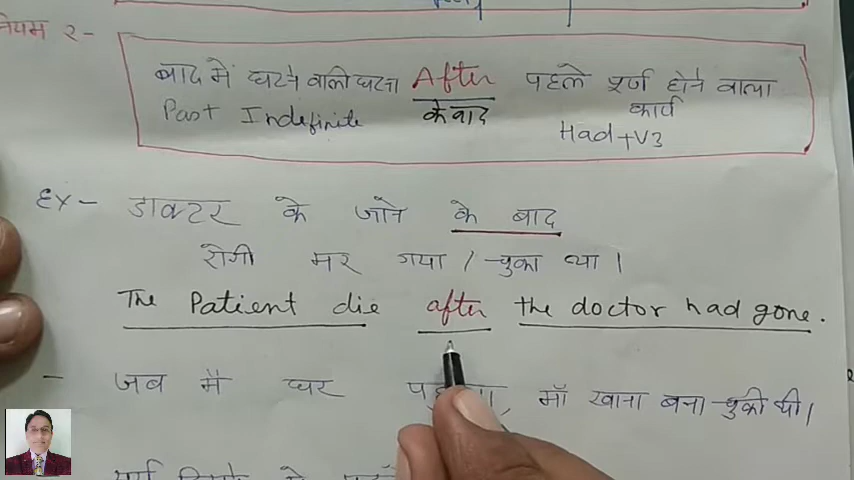 नियम २-
बाद में घटने वाली घटना After पहले पूर्ण होने वाला
Past Indefinite के बाद कार्य
Had+V3
Ex- डाक्टर के जाने के बाद
रोगी मर गया / चुका था।
The Patient die after the doctor had gone.
- जब मैं घर माँ खाना बना चुकी थी।